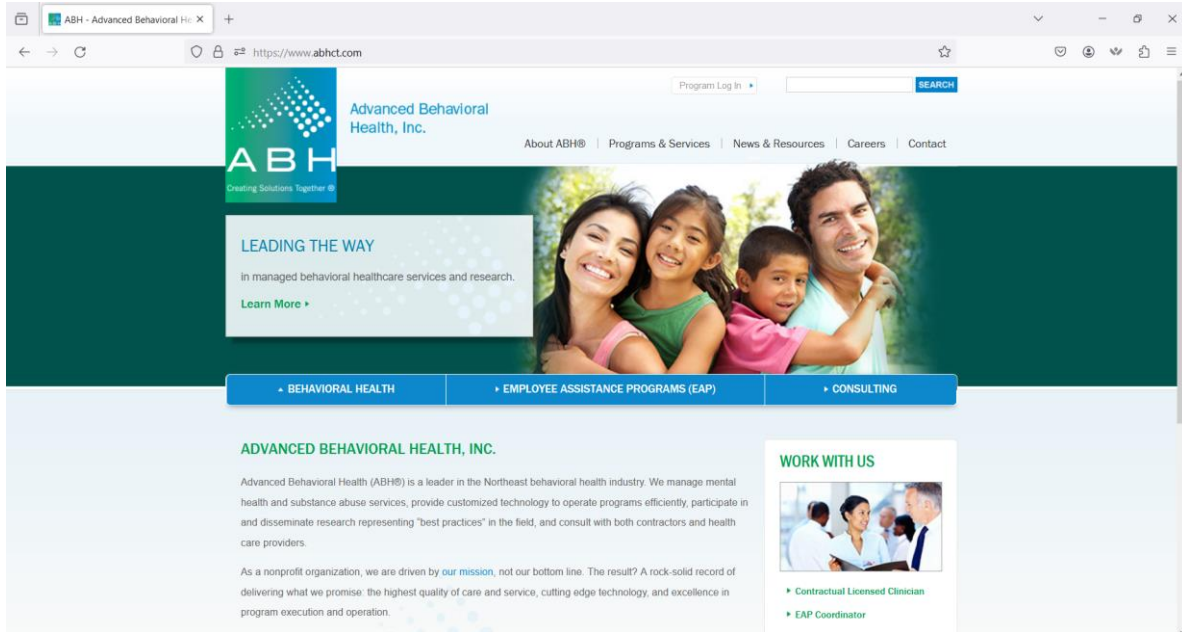 ABH - Advanced Behavioral He
https://www.abhct.com
Program Log In
SEARCH
Advanced Behavioral
Health, Inc.
ABH
Creating Solutions Together ®
About ABH® | Programs & Services | News & Resources | Careers | Contact
LEADING THE WAY
in managed behavioral healthcare services and research.
Learn More
BEHAVIORAL HEALTH
EMPLOYEE ASSISTANCE PROGRAMS (EAP)
CONSULTING
ADVANCED BEHAVIORAL HEALTH, INC.
Advanced Behavioral Health (ABH®) is a leader in the Northeast behavioral health industry. We manage mental
health and substance abuse services, provide customized technology to operate programs efficiently, participate in
and disseminate research representing "best practices" in the field, and consult with both contractors and health
care providers.
As a nonprofit organization, we are driven by our mission, not our bottom line. The result? A rock-solid record of
delivering what we promise: the highest quality of care and service, cutting edge technology, and excellence in
program execution and operation.
WORK WITH US
Contractual Licensed Clinician
EAP Coordinator